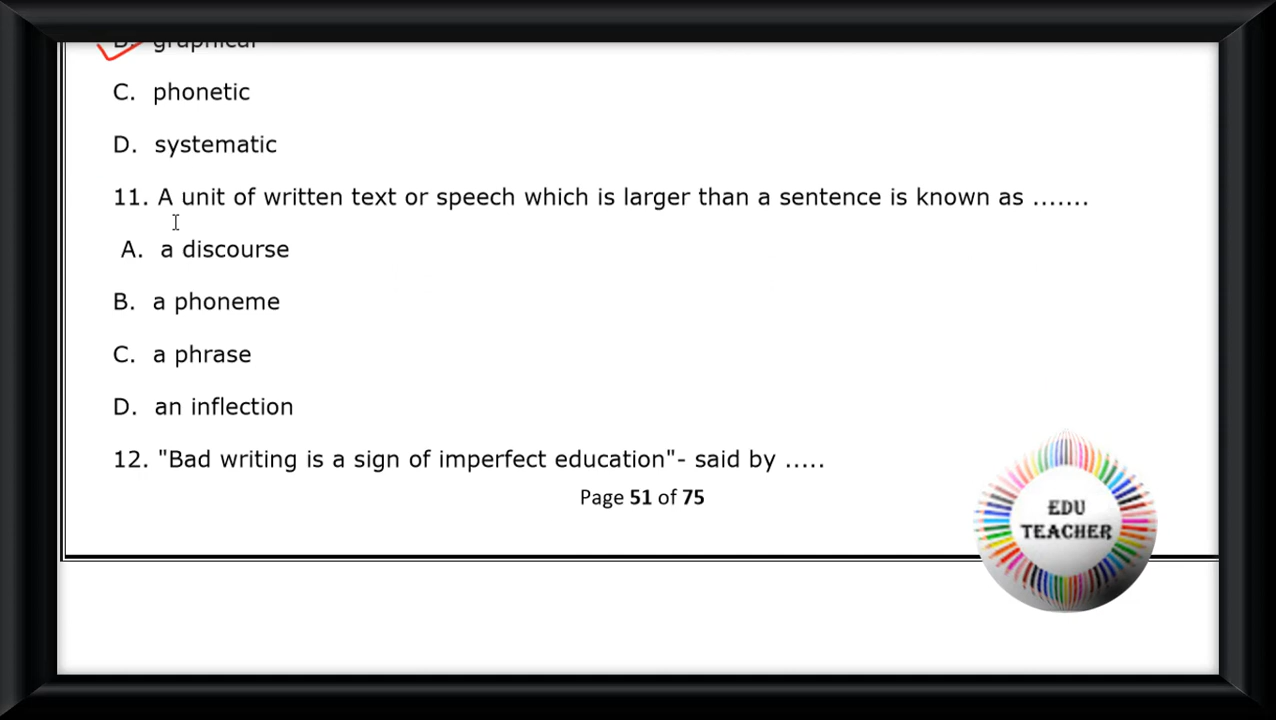 B. graphical
C. phonetic
D. systematic
11. A unit of written text or speech which is larger than a sentence is known as .......
A. a discourse
B. a phoneme
C. a phrase
D. an inflection
12. "Bad writing is a sign of imperfect education"- said by .....
Page 51 of 75
EDU
TEACHER